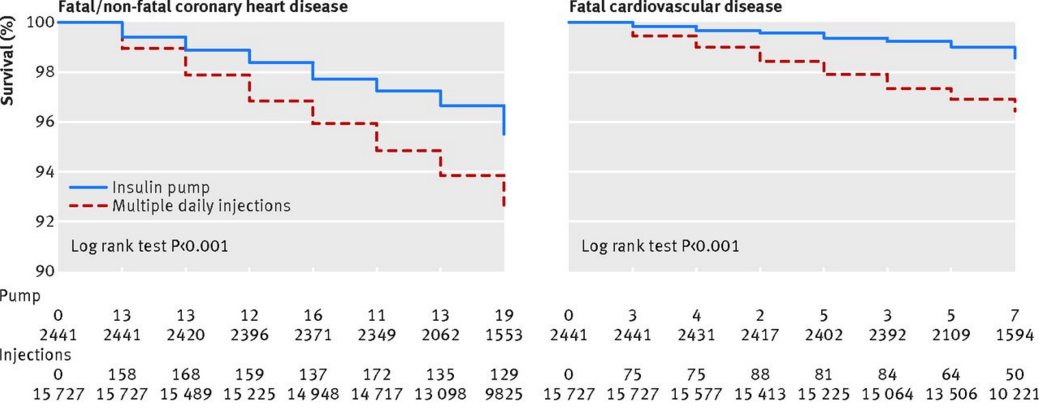 Fatal/non-fatal coronary heart disease
Survival (%)
100
98
96
94
92
90
Insulin pump
Multiple daily injections
Log rank test P<0.001
Fatal cardiovascular disease
Log rank test P<0.001
Pump
0 13 13 12 16 11 13 19 0 3 4 2 5 3 5 7
2441 2441 2420 2396 2371 2349 2062 1553 2441 2441 2431 2417 2402 2392 2109 1594
Injections
0 158 168 159 137 172 135 129 0 75 75 88 81 84 64 50
15 727 15 727 15 489 15 225 14 948 14 717 13 098 9825 15 727 15 727 15 577 15 413 15 225 15 064 13 506 10 221